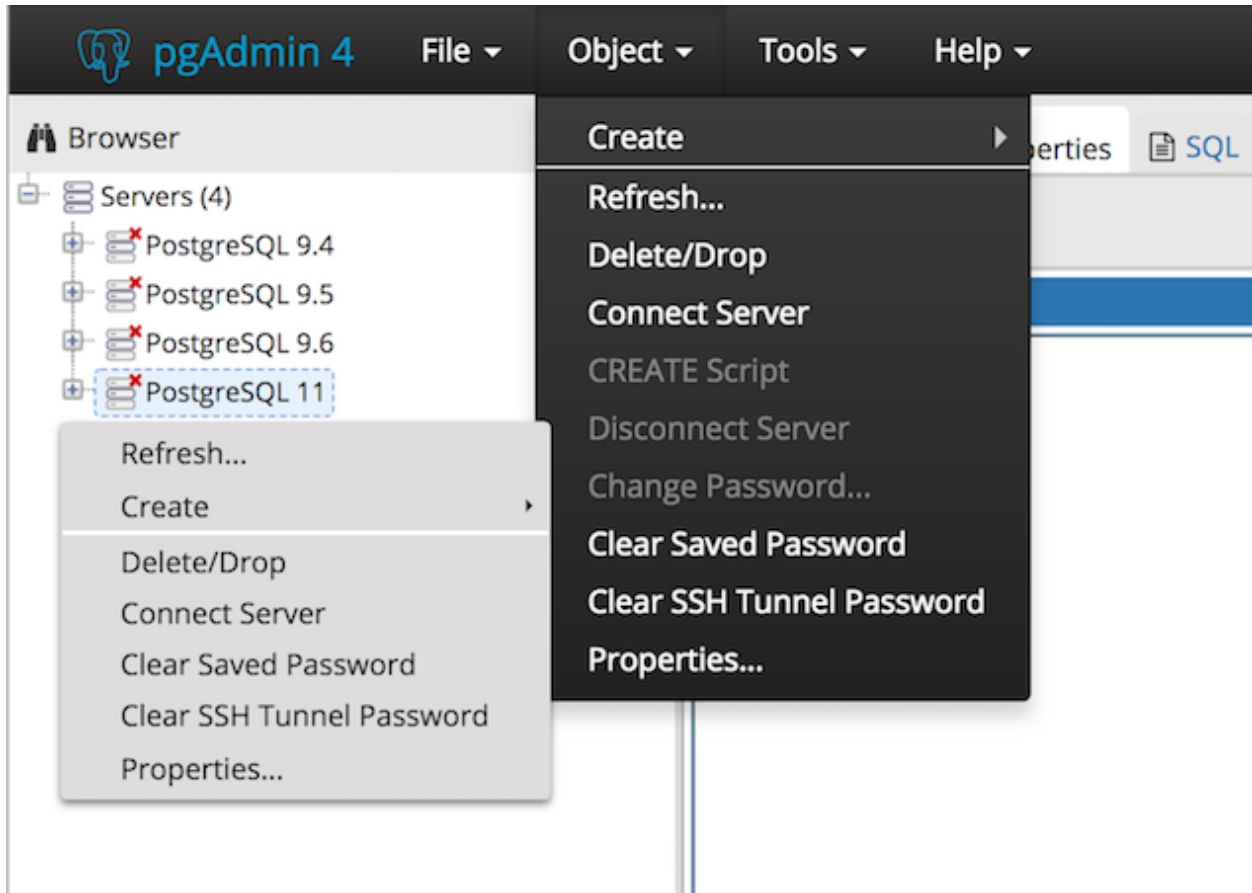 pgAdmin 4 File Object Tools Help
Browser
Servers (4)
PostgreSQL 9.4
PostgreSQL 9.5
PostgreSQL 9.6
PostgreSQL 11
Refresh...
Create
Delete/Drop
Connect Server
Clear Saved Password
Clear SSH Tunnel Password
Properties...
Create
Refresh...
Delete/Drop
Connect Server
CREATE Script
Disconnect Server
Change Password...
Clear Saved Password
Clear SSH Tunnel Password
Properties...
erties SQL